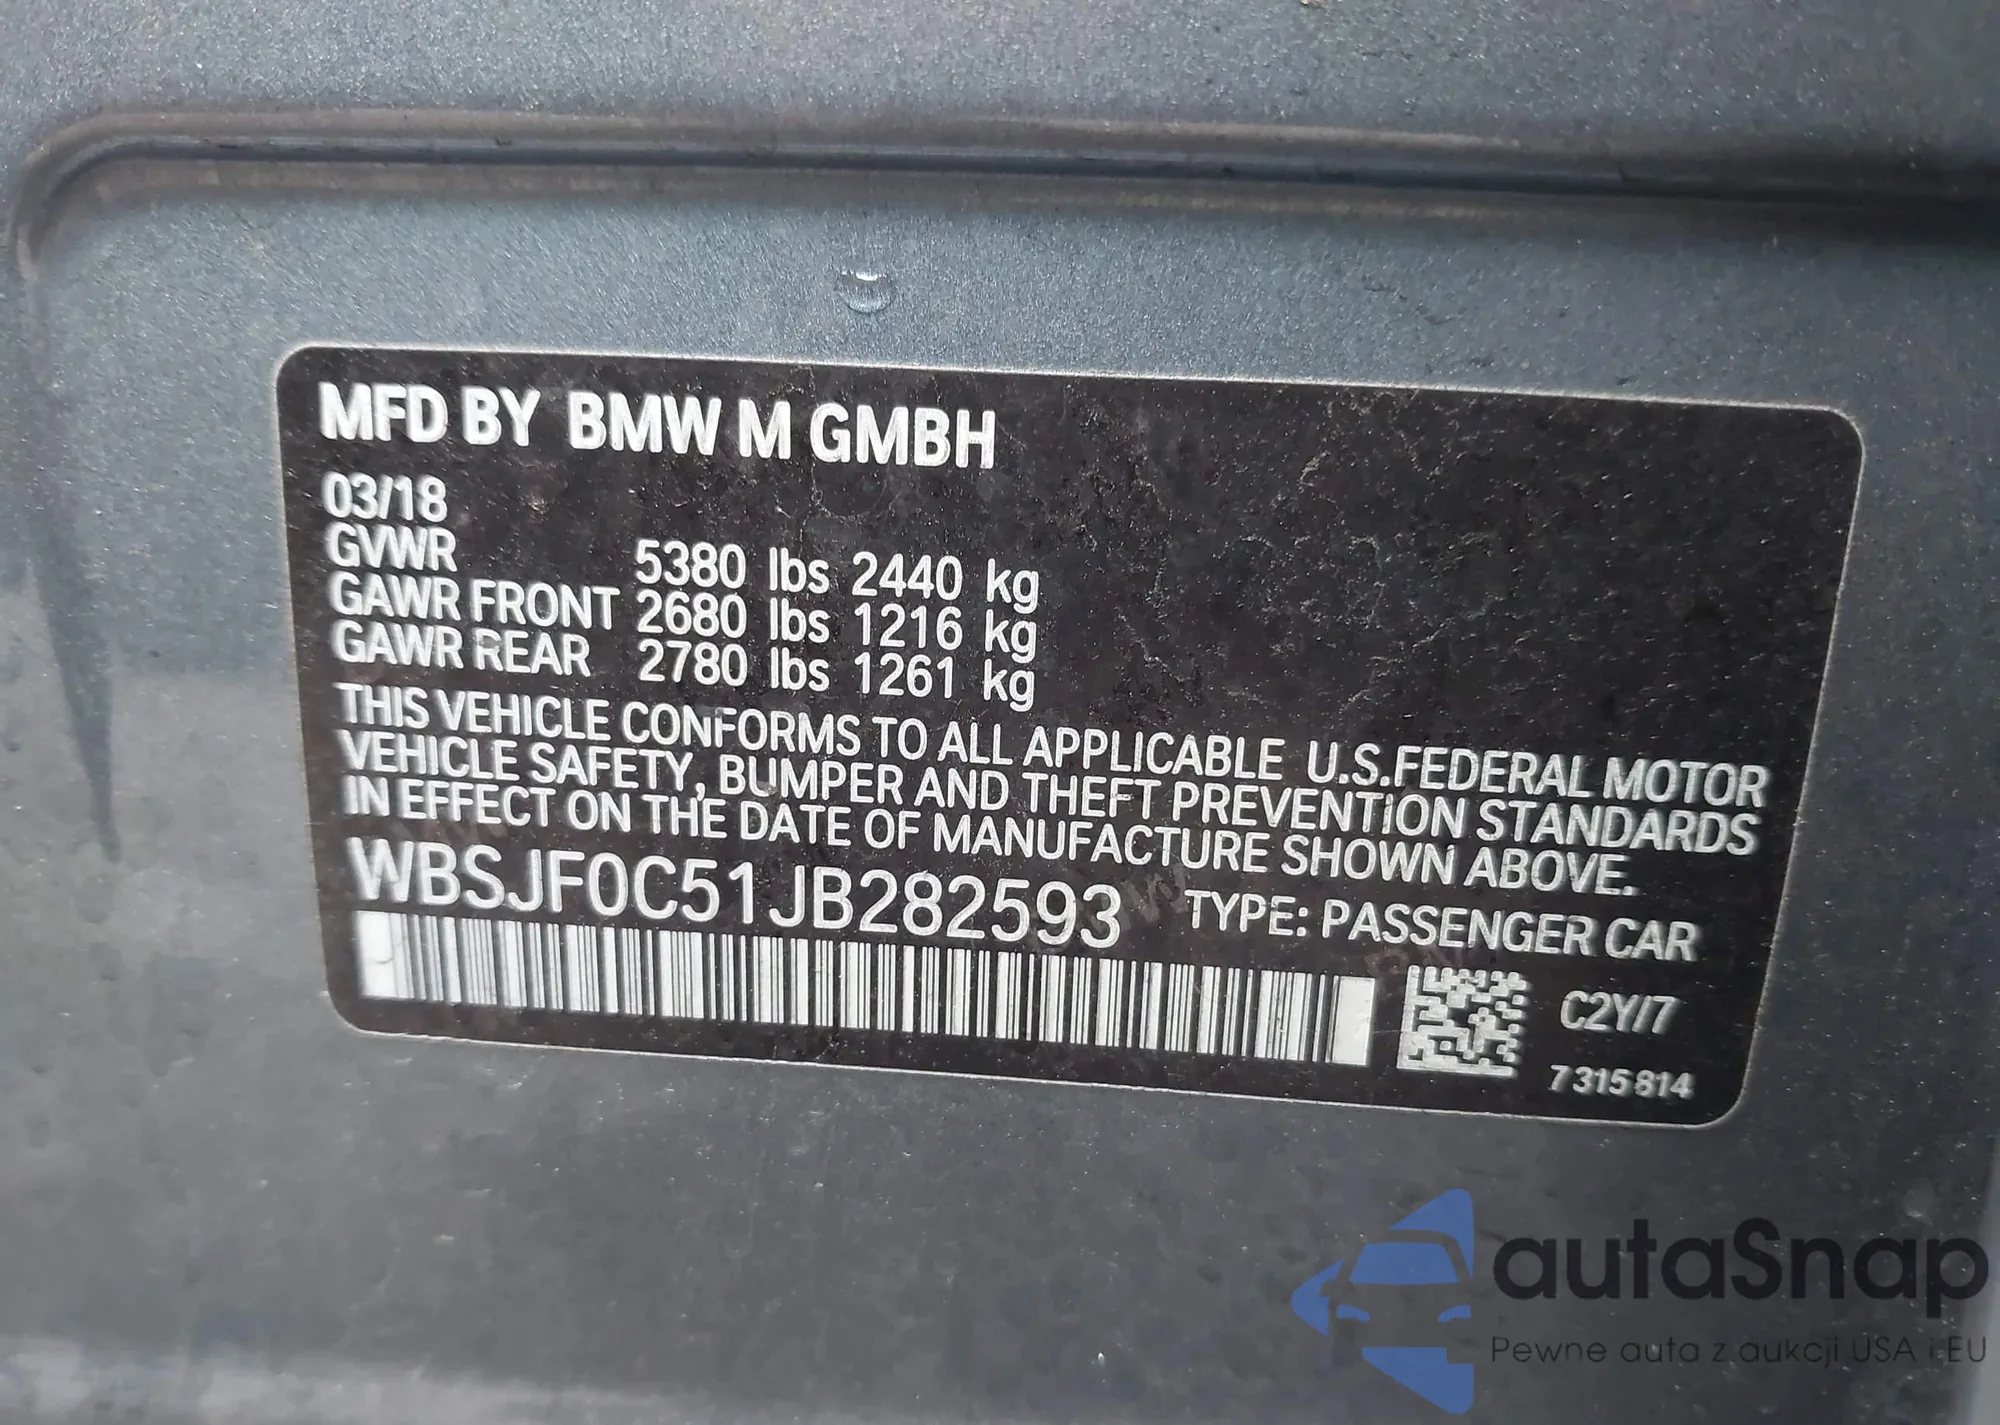 MFD BY BMW M GMBH
03/18
GVWR 5380 lbs 2440 kg
GAWR FRONT 2680 lbs 1216 kg
GAWR REAR 2780 lbs 1261 kg
THIS VEHICLE CONFORMS TO ALL APPLICABLE U.S.FEDERAL MOTOR
VEHICLE SAFETY, BUMPER AND THEFT PREVENTION STANDARDS
IN EFFECT ON THE DATE OF MANUFACTURE SHOWN ABOVE.
WBSJF0C51JB282593 TYPE: PASSENGER CAR
C2Y/7
7315814
autaSnap
Pewne auta z aukcji USA i EU